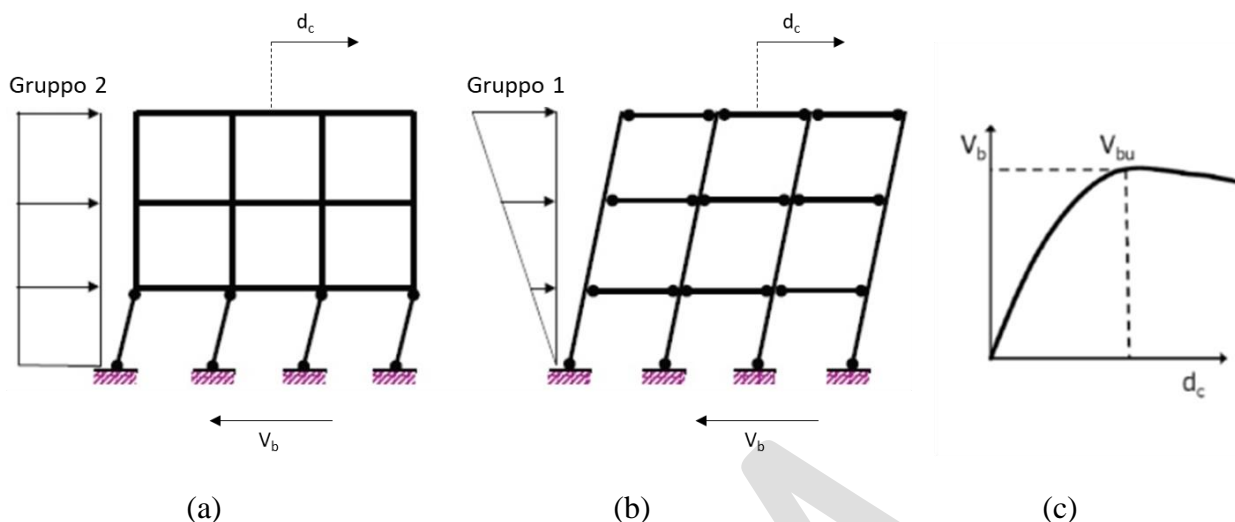 d_c
Gruppo 2
V_b
(a)
d_c
Gruppo 1
V_b
(b)
V_b
V_bu
d_c
(c)